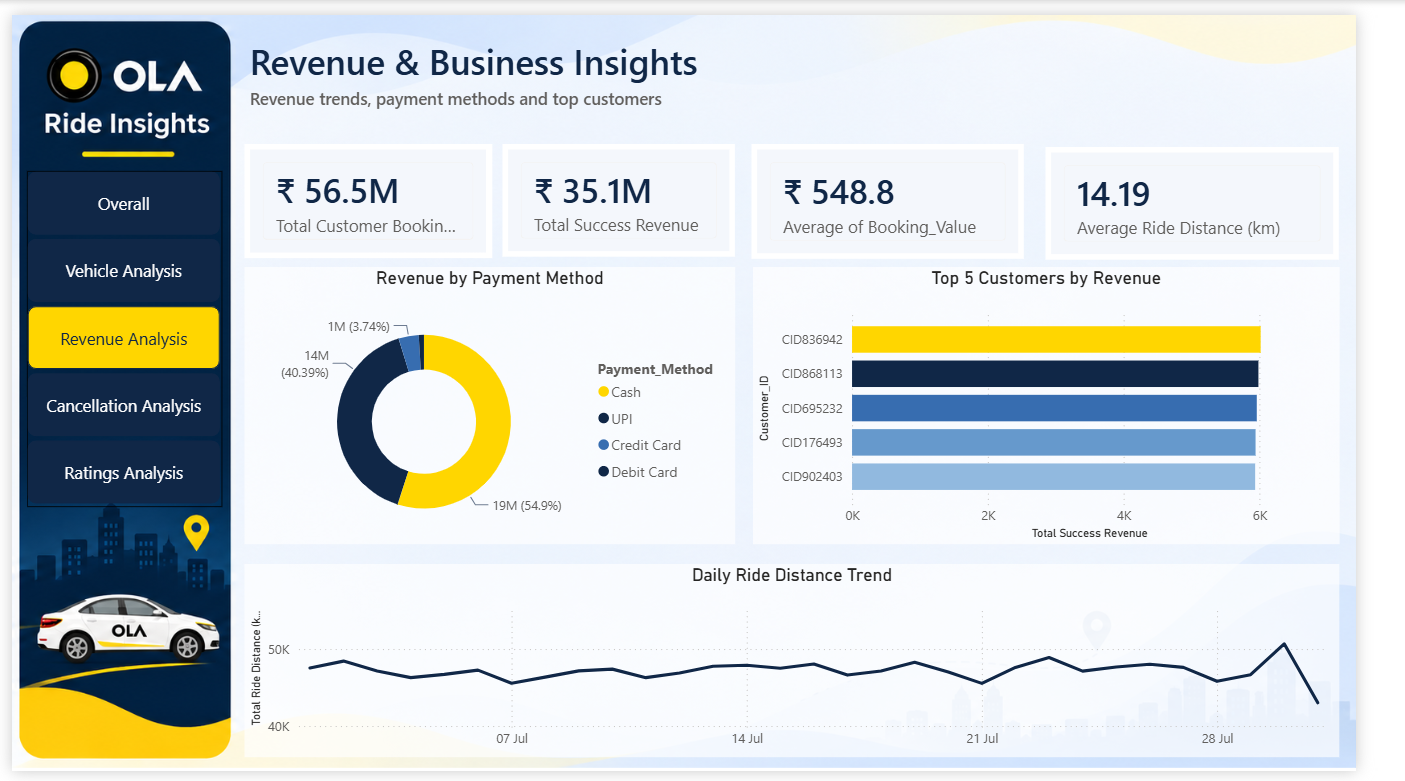 OLA
Ride Insights
Overall
Vehicle Analysis
Revenue Analysis
Cancellation Analysis
Ratings Analysis
OLA
Revenue & Business Insights
Revenue trends, payment methods and top customers
₹ 56.5M
Total Customer Bookin...
₹ 35.1M
Total Success Revenue
₹ 548.8
Average of Booking_Value
14.19
Average Ride Distance (km)
Revenue by Payment Method
1M (3.74%)
14M
(40.39%)
19M (54.9%)
Payment_Method
Cash
UPI
Credit Card
Debit Card
Top 5 Customers by Revenue
Customer_ID
CID836942
CID868113
CID695232
CID176493
CID902403
0K 2K 4K 6K
Total Success Revenue
Daily Ride Distance Trend
Total Ride Distance (k...
50K
40K
07 Jul 14 Jul 21 Jul 28 Jul